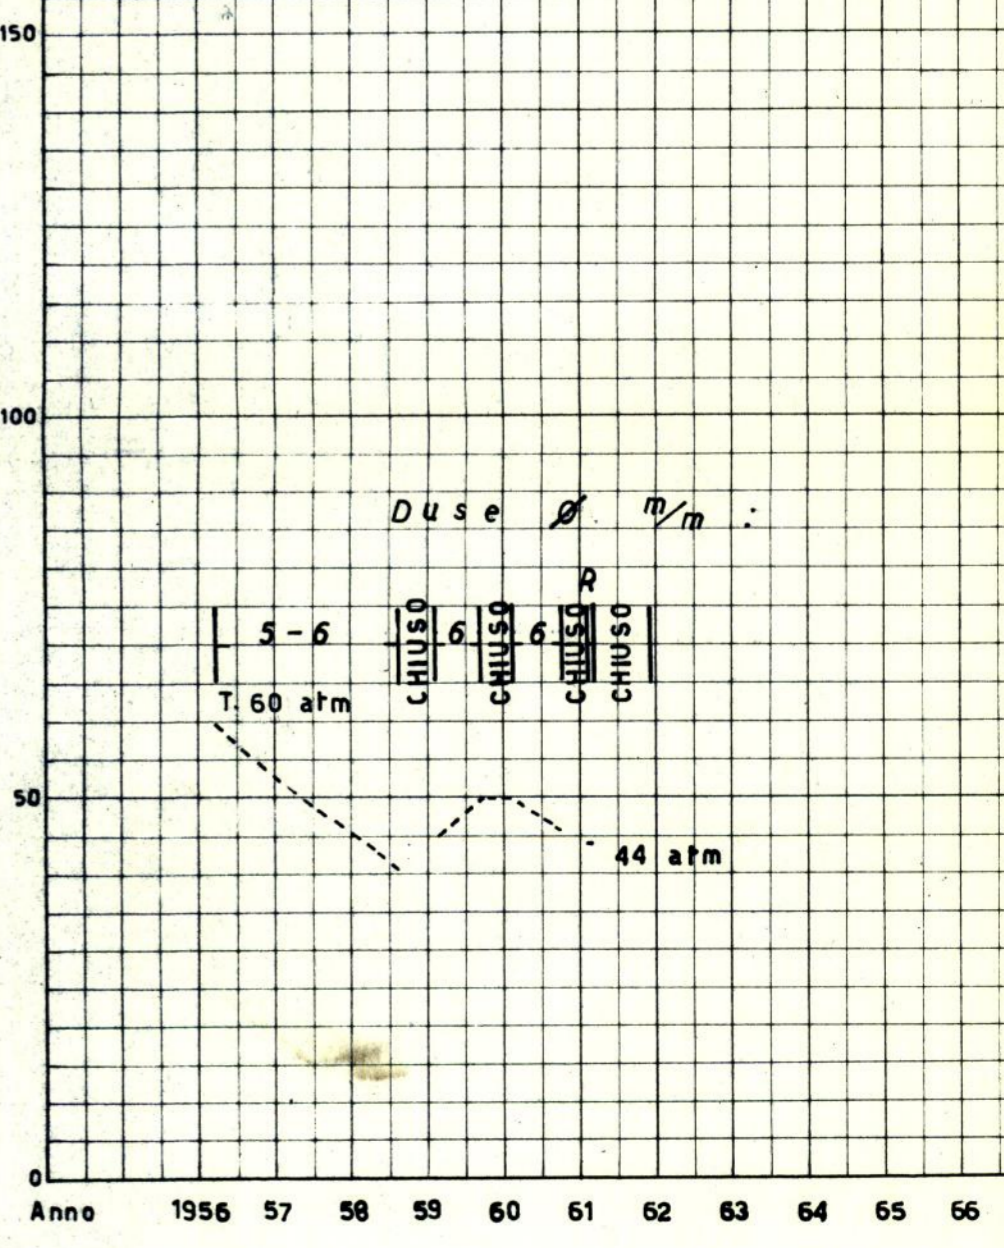 150
100
Duse Ø m/m :
R
5 - 6 CHIUSO 6 CHIUSO 6 CHIUSO CHIUSO
T. 60 atm
50
44 atm
0
Anno 1956 57 58 59 60 61 62 63 64 65 66